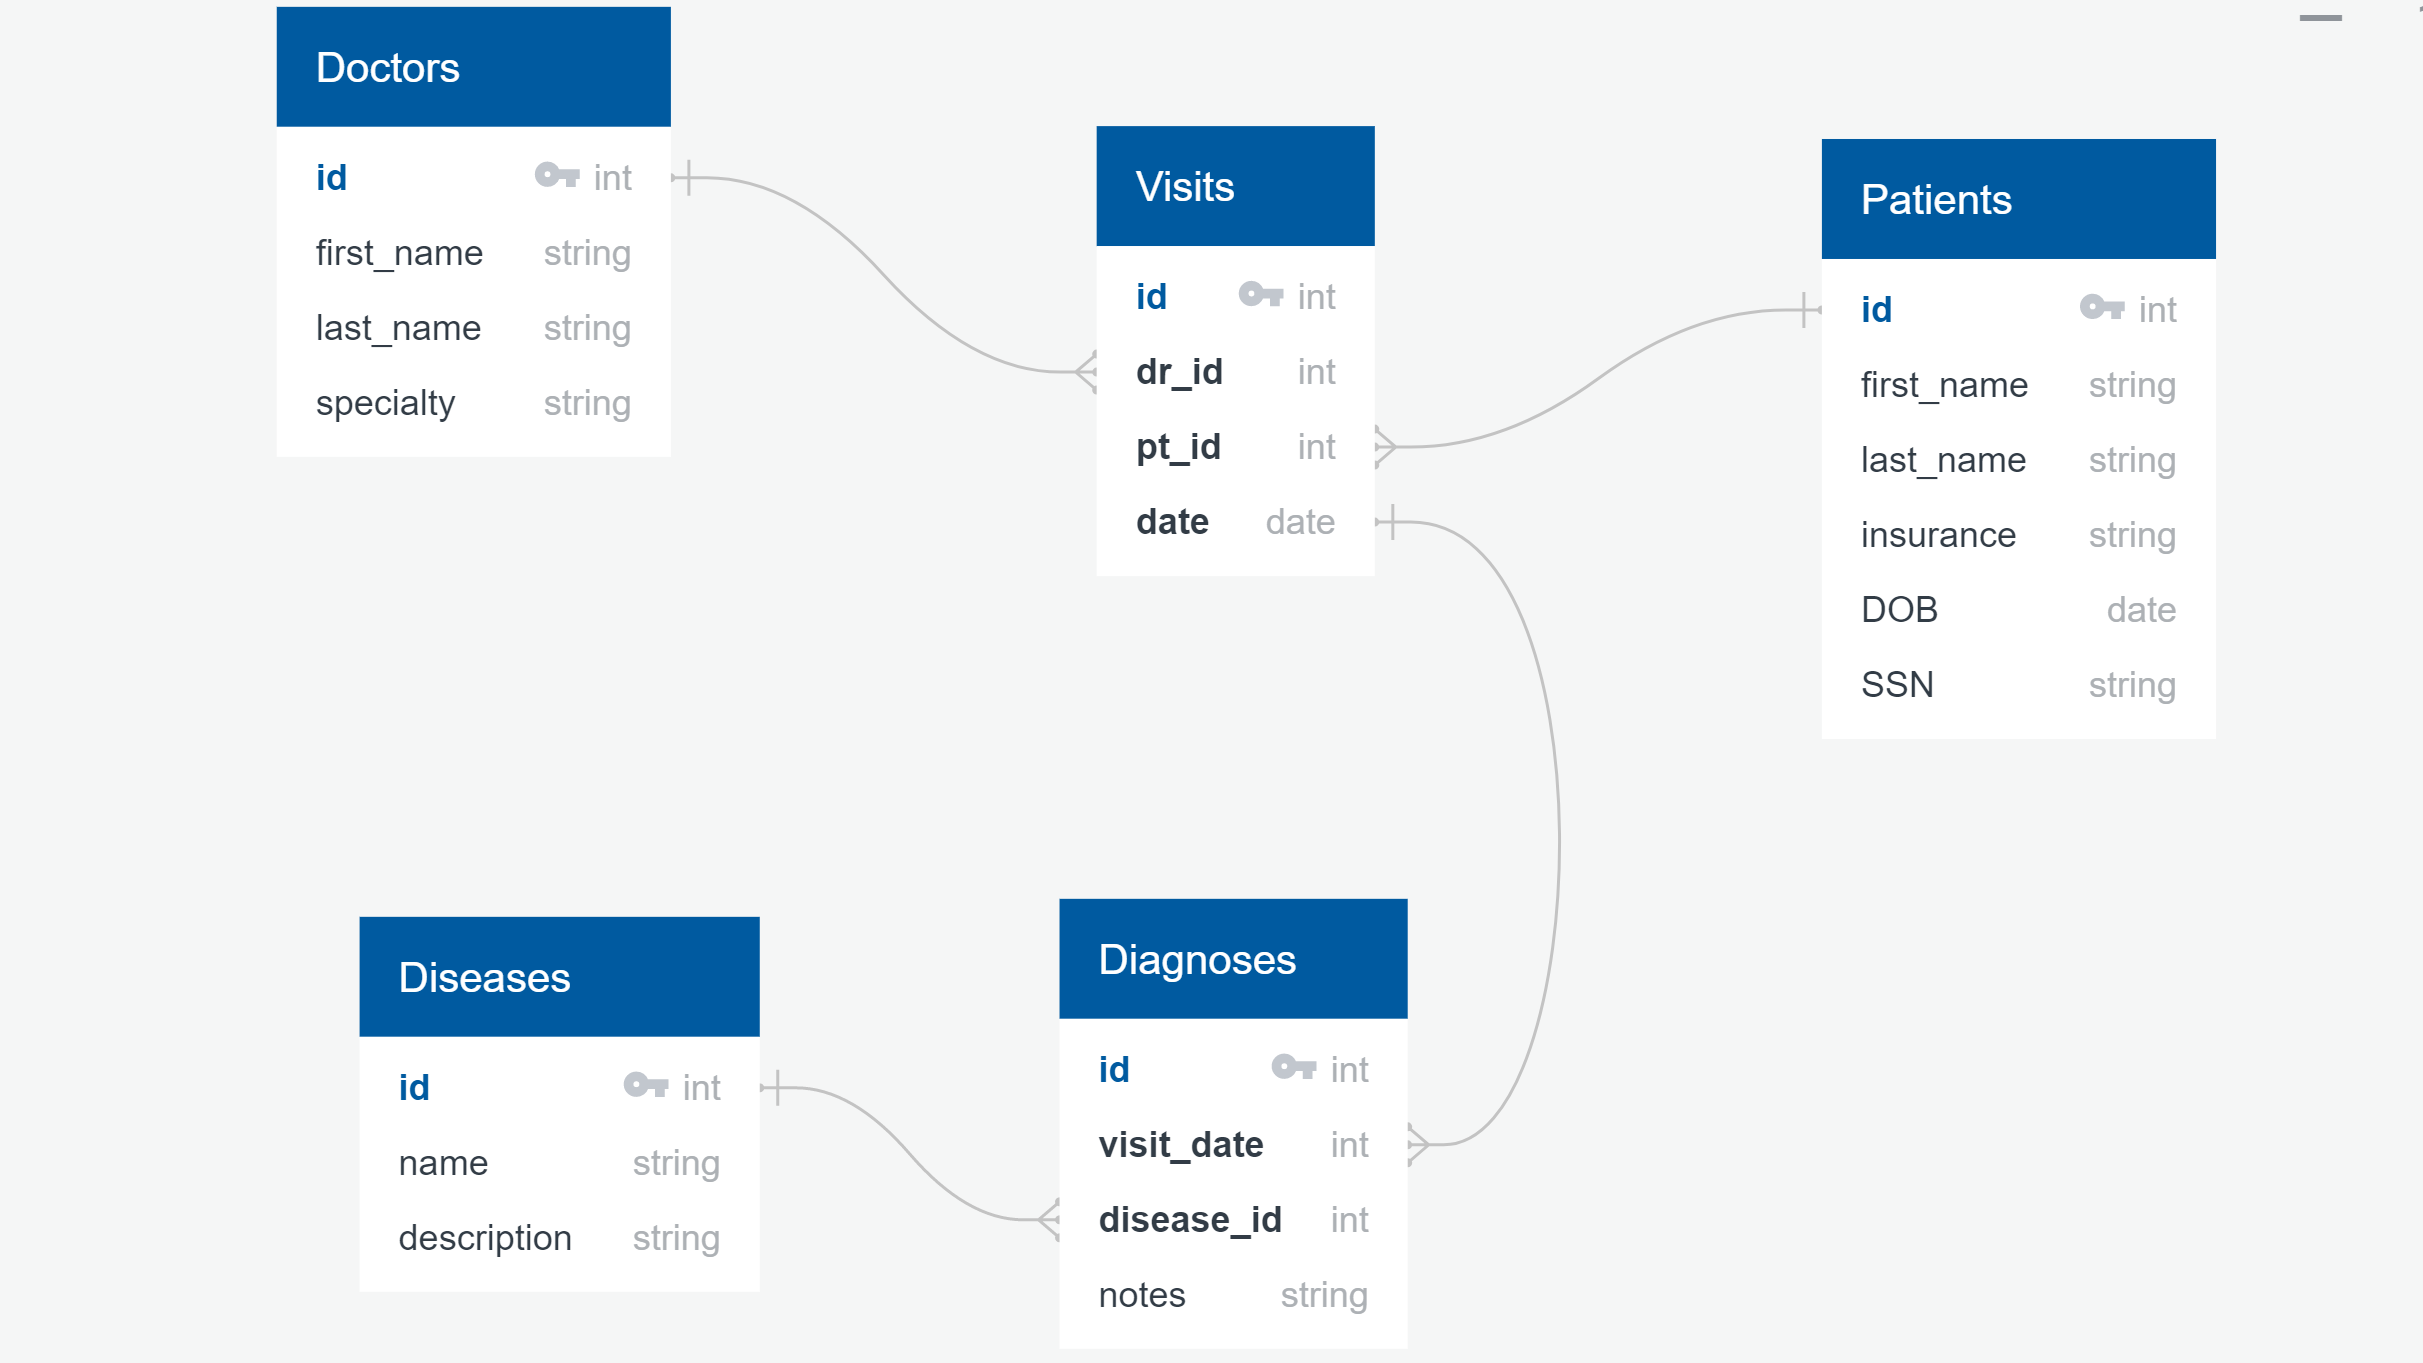 Doctors
id int
first_name string
last_name string
specialty string
Visits
id int
dr_id int
pt_id int
date date
Patients
id int
first_name string
last_name string
insurance string
DOB date
SSN string
Diseases
id int
name string
description string
Diagnoses
id int
visit_date int
disease_id int
notes string